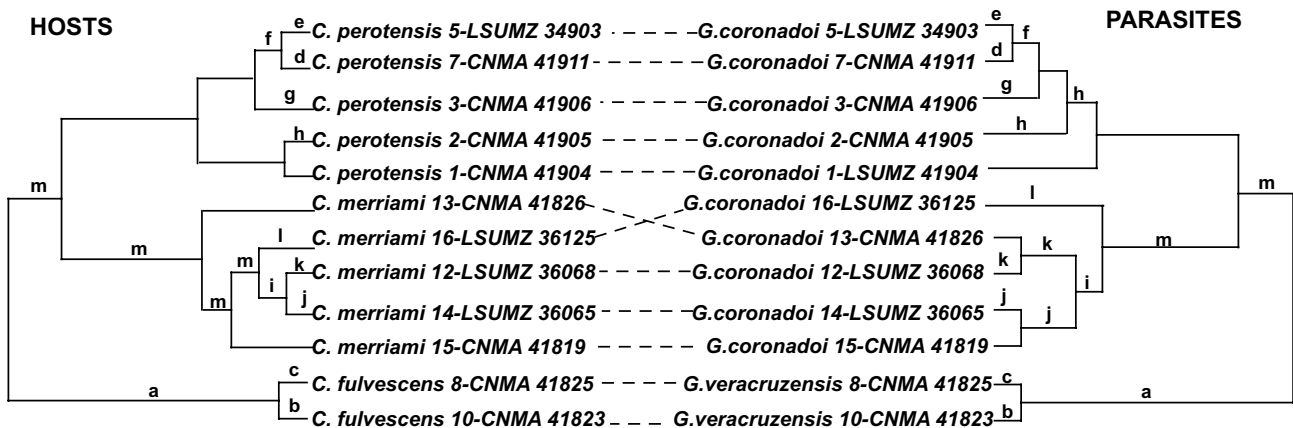 HOSTS
PARASITES
e C. perotensis 5-LSUMZ 34903 G.coronadoi 5-LSUMZ 34903 e
f f
d C. perotensis 7-CNMA 41911 G.coronadoi 7-CNMA 41911 d
g C. perotensis 3-CNMA 41906 G.coronadoi 3-CNMA 41906 g h
h C. perotensis 2-CNMA 41905 G.coronadoi 2-CNMA 41905 h
C. perotensis 1-CNMA 41904 G.coronadoi 1-LSUMZ 41904
m m
C. merriami 13-CNMA 41826 G.coronadoi 16-LSUMZ 36125 l
l C. merriami 16-LSUMZ 36125 G.coronadoi 13-CNMA 41826 k
m m m
k C. merriami 12-LSUMZ 36068 G.coronadoi 12-LSUMZ 36068 k
i i
m j C. merriami 14-LSUMZ 36065 G.coronadoi 14-LSUMZ 36065 j j
C. merriami 15-CNMA 41819 G.coronadoi 15-CNMA 41819
c C. fulvescens 8-CNMA 41825 G.veracruzensis 8-CNMA 41825 c
a a
b C. fulvescens 10-CNMA 41823 G.veracruzensis 10-CNMA 41823 b